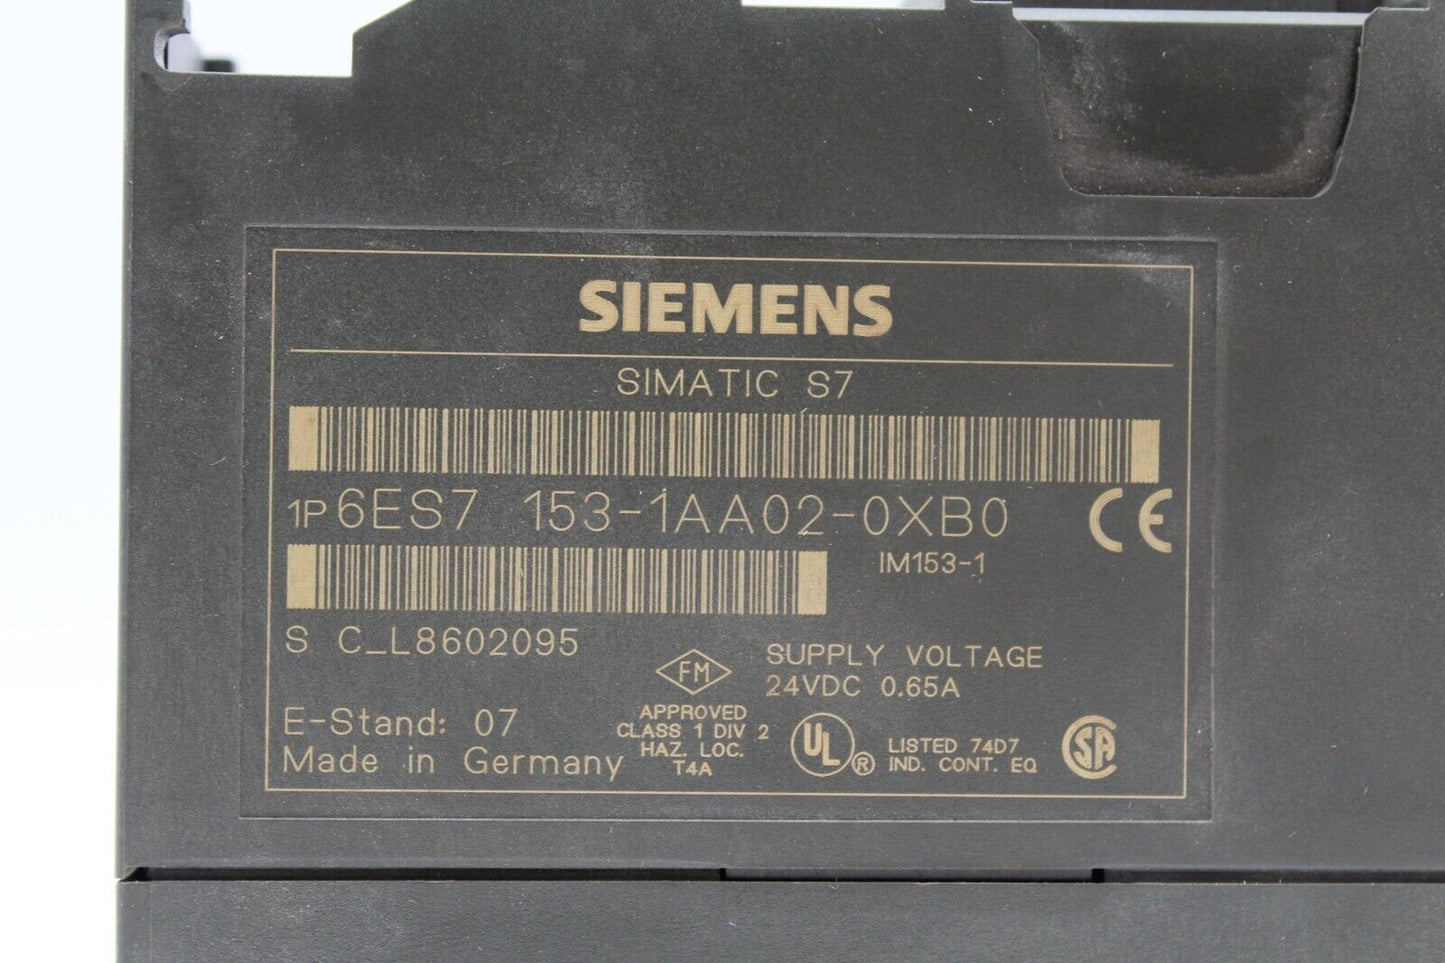 SIEMENS
SIMATIC S7
1P 6ES7 153-1AA02-0XB0
CE
IM153-1
S C_L8602095
FM
SUPPLY VOLTAGE
24VDC 0.65A
E-Stand: 07
Made in Germany
APPROVED
CLASS 1 DIV 2
HAZ. LOC.
T4A
UL ®
LISTED 74D7
IND. CONT. EQ
SA